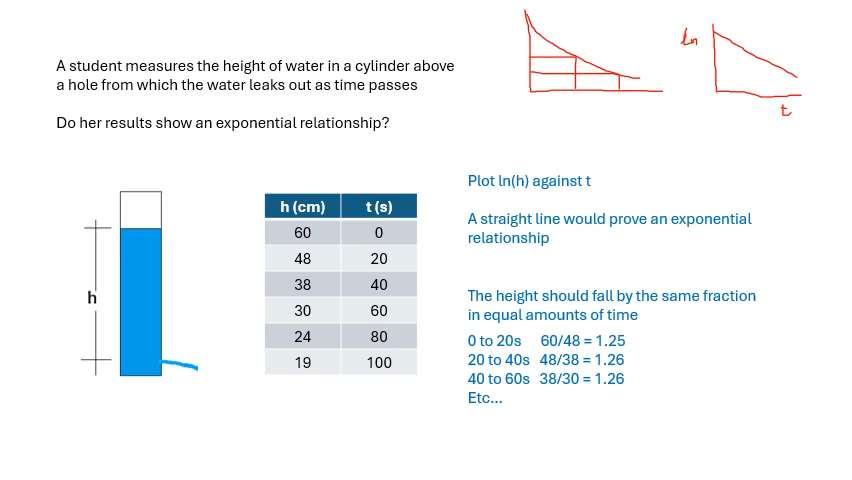 A student measures the height of water in a cylinder above
a hole from which the water leaks out as time passes
Do her results show an exponential relationship?
ln
t
h
h (cm) t (s)
60 0
48 20
38 40
30 60
24 80
19 100
Plot ln(h) against t
A straight line would prove an exponential
relationship
The height should fall by the same fraction
in equal amounts of time
0 to 20s 60/48 = 1.25
20 to 40s 48/38 = 1.26
40 to 60s 38/30 = 1.26
Etc...